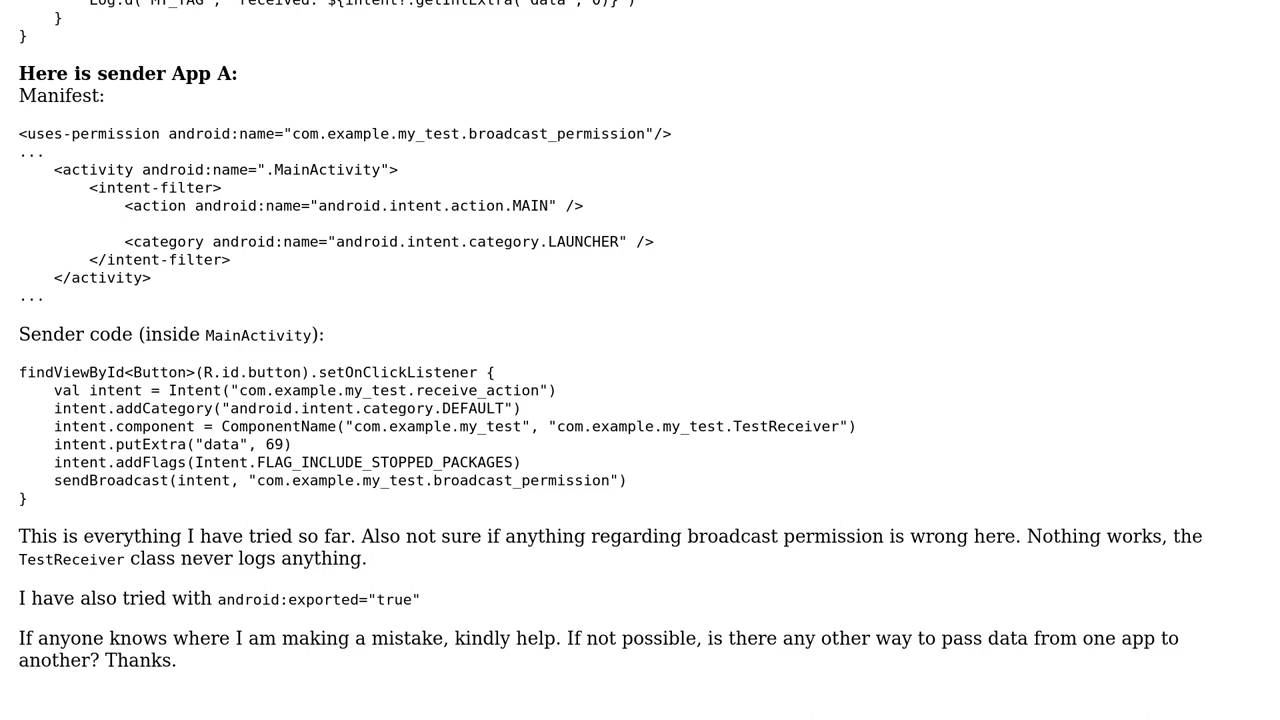 Log.d("MY_TAG", "received: ${intent?.getIntExtra("data", 0)}")
    }
}
Here is sender App A:
Manifest:
<uses-permission android:name="com.example.my_test.broadcast_permission"/>
...
    <activity android:name=".MainActivity">
        <intent-filter>
            <action android:name="android.intent.action.MAIN" />
            <category android:name="android.intent.category.LAUNCHER" />
        </intent-filter>
    </activity>
...
Sender code (inside MainActivity):
findViewById<Button>(R.id.button).setOnClickListener {
    val intent = Intent("com.example.my_test.receive_action")
    intent.addCategory("android.intent.category.DEFAULT")
    intent.component = ComponentName("com.example.my_test", "com.example.my_test.TestReceiver")
    intent.putExtra("data", 69)
    intent.addFlags(Intent.FLAG_INCLUDE_STOPPED_PACKAGES)
    sendBroadcast(intent, "com.example.my_test.broadcast_permission")
}
This is everything I have tried so far. Also not sure if anything regarding broadcast permission is wrong here. Nothing works, the
TestReceiver class never logs anything.
I have also tried with android:exported="true"
If anyone knows where I am making a mistake, kindly help. If not possible, is there any other way to pass data from one app to
another? Thanks.